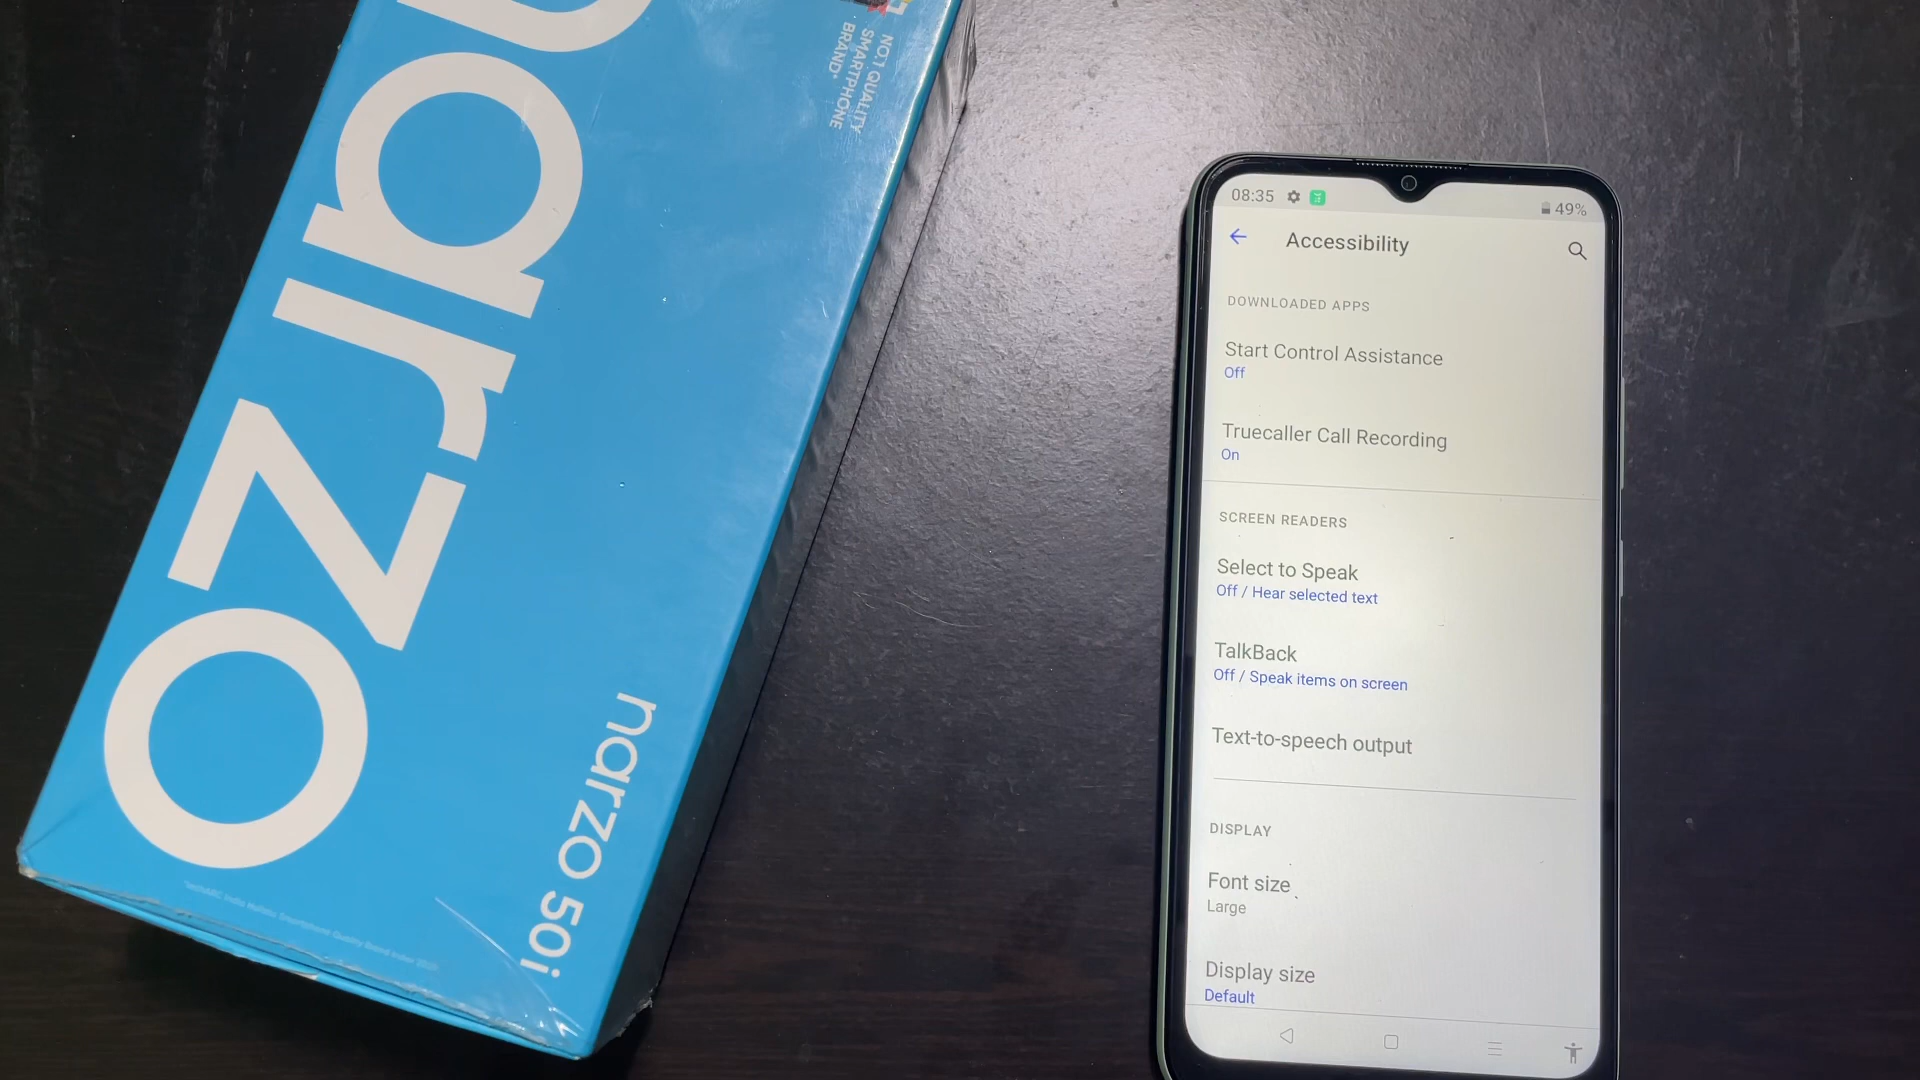 narzo
NO.1 QUALITY
SMARTPHONE
BRAND*
narzo 50i
08:35
49%
Accessibility
DOWNLOADED APPS
Start Control Assistance
Off
Truecaller Call Recording
On
SCREEN READERS
Select to Speak
Off / Hear selected text
TalkBack
Off / Speak items on screen
Text-to-speech output
DISPLAY
Font size
Large
Display size
Default